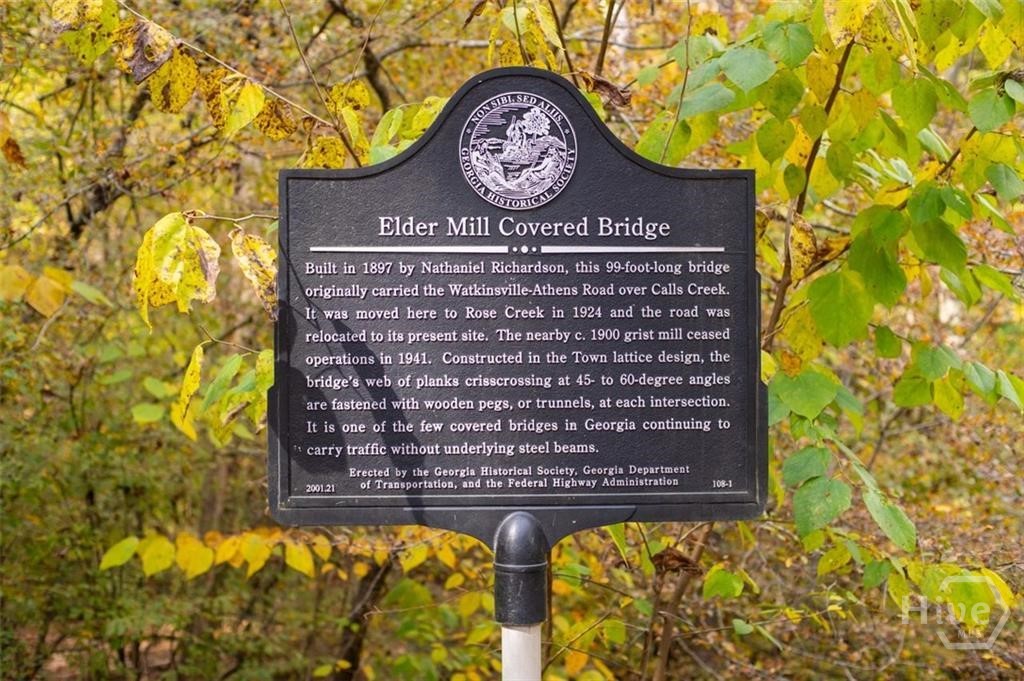 NON SIBI, SED ALIIS.
GEORGIA HISTORICAL SOCIETY
Elder Mill Covered Bridge
Built in 1897 by Nathaniel Richardson, this 99-foot-long bridge
originally carried the Watkinsville-Athens Road over Calls Creek.
It was moved here to Rose Creek in 1924 and the road was
relocated to its present site. The nearby c. 1900 grist mill ceased
operations in 1941. Constructed in the Town lattice design, the
bridge's web of planks crisscrossing at 45- to 60-degree angles
are fastened with wooden pegs, or trunnels, at each intersection.
It is one of the few covered bridges in Georgia continuing to
carry traffic without underlying steel beams.
Erected by the Georgia Historical Society, Georgia Department
of Transportation, and the Federal Highway Administration
2001.21 108-1
Hive